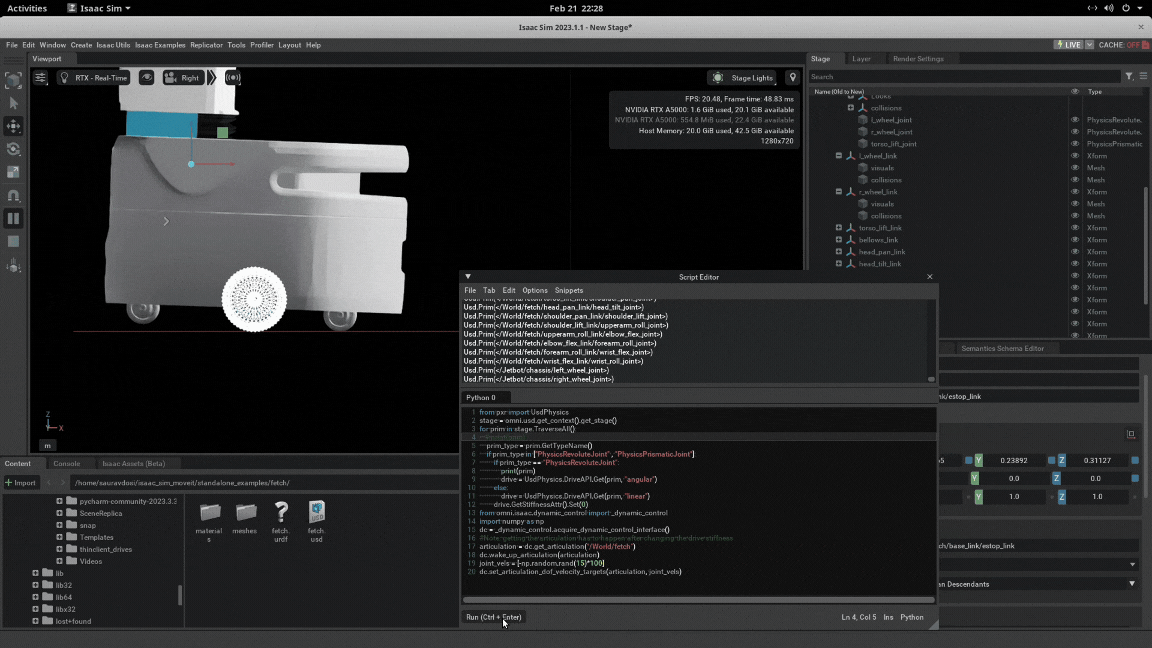 Activities Isaac Sim Feb 21 22:28
Isaac Sim 2023.1.1 - New Stage*
File Edit Window Create Isaac Utils Isaac Examples Replicator Tools Profiler Layout Help
LIVE CACHE: OFF
Viewport
RTX - Real-Time Right Stage Lights
FPS: 20.48, Frame time: 48.83 ms
NVIDIA RTX A5000: 1.6 GiB used, 20.1 GiB available
NVIDIA RTX A5000: 554.8 MiB used, 22.4 GiB available
Host Memory: 20.0 GiB used, 42.5 GiB available
1280x720
Z
X
m
Stage Layer Render Settings
Search
Name (Old to New) Type
Looks
collisions
l_wheel_joint PhysicsRevolute.
r_wheel_joint PhysicsRevolute.
torso_lift_joint PhysicsPrismatic
l_wheel_link Xform
visuals Mesh
collisions Mesh
r_wheel_link Xform
visuals Mesh
collisions Mesh
torso_lift_link Xform
bellows_link Xform
head_pan_link Xform
head_tilt_link Xform
Xform
Xform
Xform
Xform
Xform
Xform
Script Editor
File Tab Edit Options Snippets
Usd.Prim(</World/fetch/head_pan_link/head_tilt_joint>)
Usd.Prim(</World/fetch/shoulder_pan_link/shoulder_lift_joint>)
Usd.Prim(</World/fetch/shoulder_lift_link/upperarm_roll_joint>)
Usd.Prim(</World/fetch/upperarm_roll_link/elbow_flex_joint>)
Usd.Prim(</World/fetch/elbow_flex_link/forearm_roll_joint>)
Usd.Prim(</World/fetch/forearm_roll_link/wrist_flex_joint>)
Usd.Prim(</World/fetch/wrist_flex_link/wrist_roll_joint>)
Usd.Prim(</Jetbot/chassis/left_wheel_joint>)
Usd.Prim(</Jetbot/chassis/right_wheel_joint>)
Python 0
1 from pxr import UsdPhysics
2 stage = omni.usd.get_context().get_stage()
3 for prim in stage.TraverseAll():
4
5 prim_type = prim.GetTypeName()
6 if prim_type in ["PhysicsRevoluteJoint" , "PhysicsPrismaticJoint"]:
7 if prim_type == "PhysicsRevoluteJoint":
8 print(prim)
9 drive = UsdPhysics.DriveAPI.Get(prim, "angular")
10 else:
11 drive = UsdPhysics.DriveAPI.Get(prim, "linear")
12 drive.GetStiffnessAttr().Set(0)
13 from omni.isaac.dynamic_control import _dynamic_control
14 import numpy as np
15 dc = _dynamic_control.acquire_dynamic_control_interface()
16 #Note: getting the articulation has to happen after changing the drive stiffness
17 articulation = dc.get_articulation("/World/fetch")
18 dc.wake_up_articulation(articulation)
19 joint_vels = [-np.random.rand(15)*100]
20 dc.set_articulation_dof_velocity_targets(articulation, joint_vels)
Run (Ctrl + Enter) Ln 4, Col 5 Ins Python
Semantics Schema Editor
k/estop_link
Y 0.23892 Z 0.31127
Y 0.0 Z 0.0
Y 1.0 Z 1.0
h/base_link/estop_link
an Descendants
Content Console Isaac Assets (Beta)
Import /home/sauravdosi/isaac_sim_moveit/standalone_examples/fetch/
pycharm-community-2023.3.3
SceneReplica
snap
Templates
thinclient_drives
Videos
lib
lib32
lib64
libx32
lost+found
materials
meshes
fetch.urdf
fetch.usd